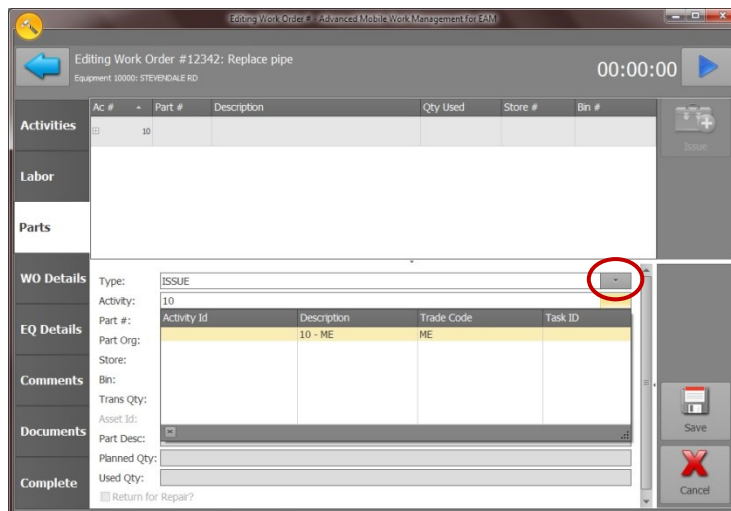 Editing Work Order # - Advanced Mobile Work Management for EAM
Editing Work Order #12342: Replace pipe
Equipment 10000: STEVENDALE RD
00:00:00
Ac # Part # Description Qty Used Store # Bin #
10
Issue
Activities
Labor
Parts
WO Details
EQ Details
Comments
Documents
Complete
Type: ISSUE
Activity: 10
Part #:
Part Org:
Store:
Bin:
Trans Qty:
Asset Id:
Part Desc:
Planned Qty:
Used Qty:
Return for Repair?
Activity Id Description Trade Code Task ID
10 - ME ME
Save
Cancel